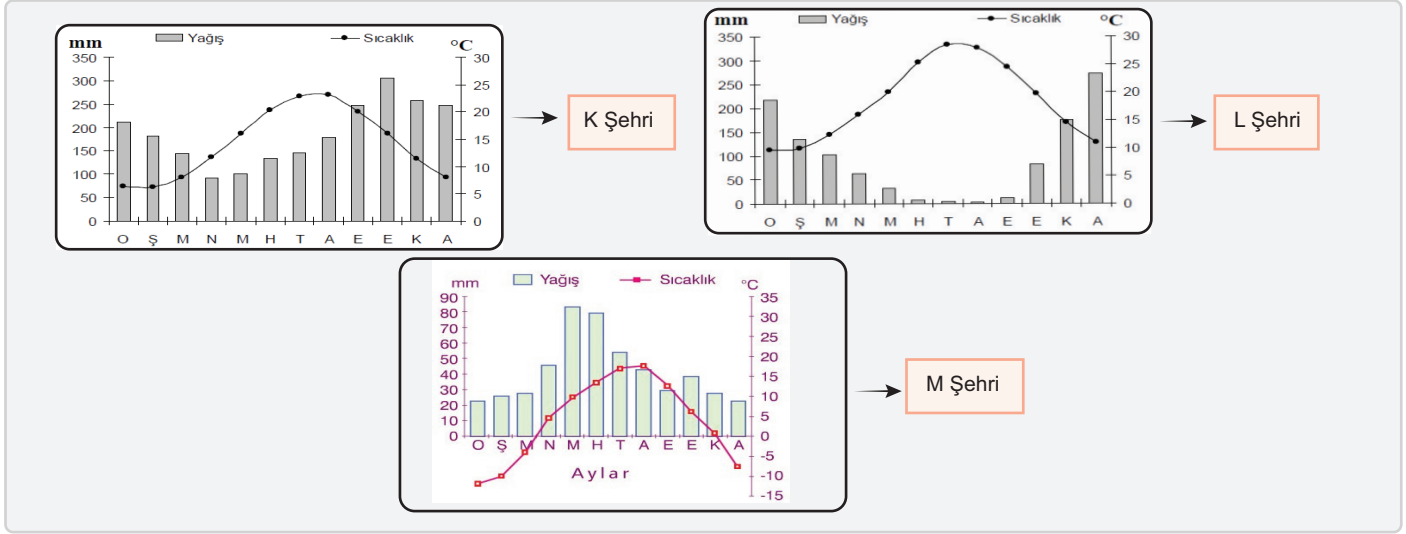 mm Yağış Sıcaklık °C
350 30
300 25
250 20
200 15
150 10
100 5
50 0
0
O Ş M N M H T A E E K A
K Şehri
mm Yağış Sıcaklık °C
350 30
300 25
250 20
200 15
150 10
100 5
50 0
0
O Ş M N M H T A E E K A
L Şehri
mm Yağış Sıcaklık °C
90 35
80 30
70 25
60 20
50 15
40 10
30 5
20 0
10 -5
0 -10
-15
O Ş M N M H T A E E K A
Aylar
M Şehri